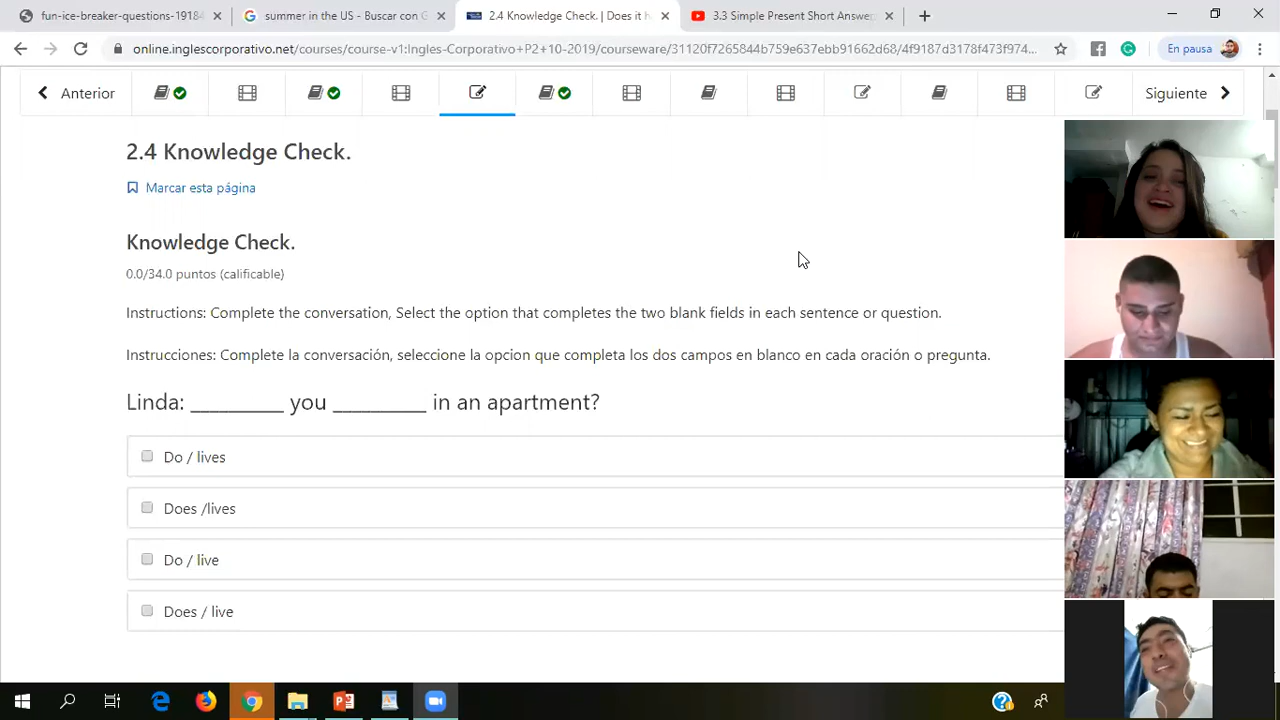 fun-ice-breaker-questions-19184
summer in the US - Buscar con G
2.4 Knowledge Check. | Does it h
3.3 Simple Present Short Answe
online.inglescorporativo.net/courses/course-v1:Ingles-Corporativo+P2+10-2019/courseware/31120f7265844b759e637ebb91662d68/4f9187d3178f473f974...
En pausa
Anterior
Siguiente
2.4 Knowledge Check.
Marcar esta página
Knowledge Check.
0.0/34.0 puntos (calificable)
Instructions: Complete the conversation, Select the option that completes the two blank fields in each sentence or question.
Instrucciones: Complete la conversación, seleccione la opcion que completa los dos campos en blanco en cada oración o pregunta.
Linda: _________ you _________ in an apartment?
Do / lives
Does /lives
Do / live
Does / live